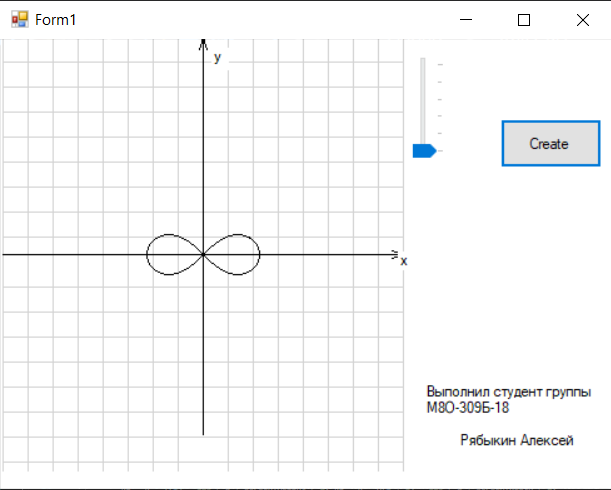 Form1
y
Create
x
Выполнил студент группы
М8О-309Б-18
Рябыкин Алексей